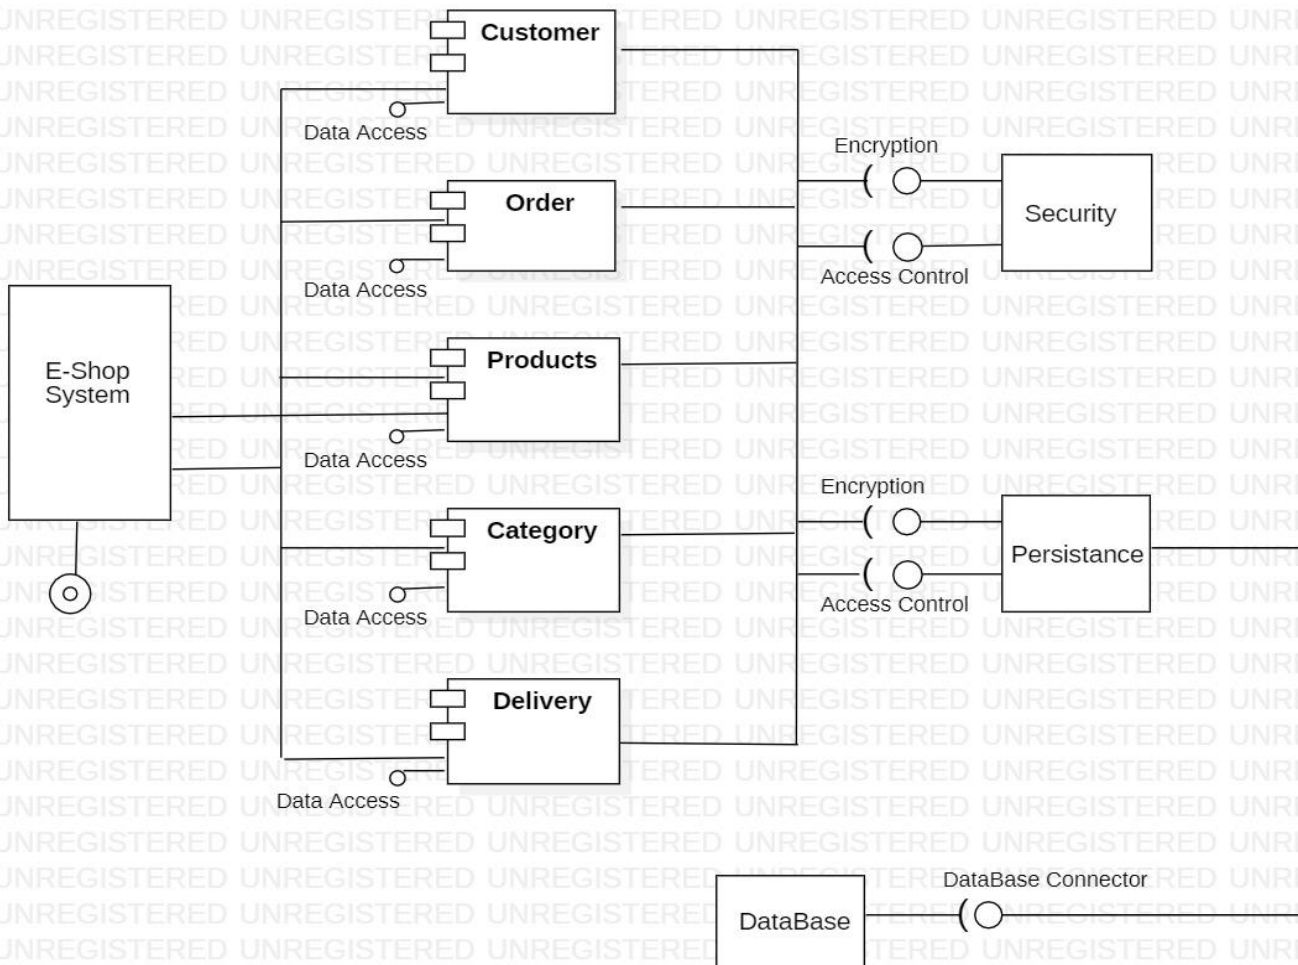 Customer
Data Access
Encryption
Order
Security
Data Access
Access Control
E-Shop
System
Products
Data Access
Encryption
Category
Persistance
Data Access
Access Control
Delivery
Data Access
DataBase Connector
DataBase
UNREGISTERED